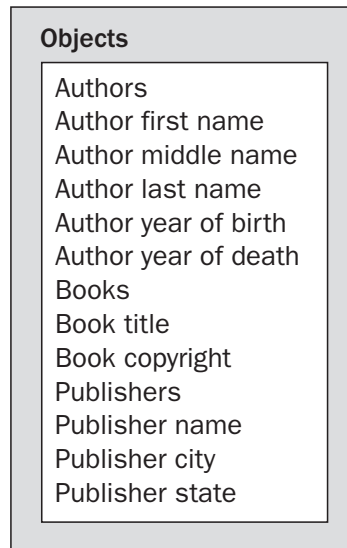 Objects
Authors
Author first name
Author middle name
Author last name
Author year of birth
Author year of death
Books
Book title
Book copyright
Publishers
Publisher name
Publisher city
Publisher state